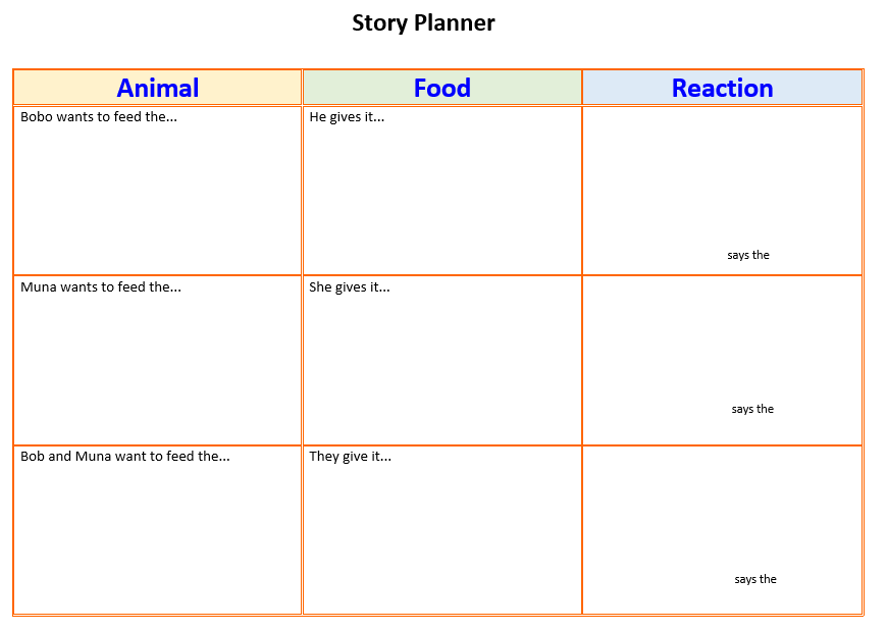 Story Planner
Animal Food Reaction
Bobo wants to feed the... He gives it...
says the
Muna wants to feed the... She gives it...
says the
Bob and Muna want to feed the... They give it...
says the